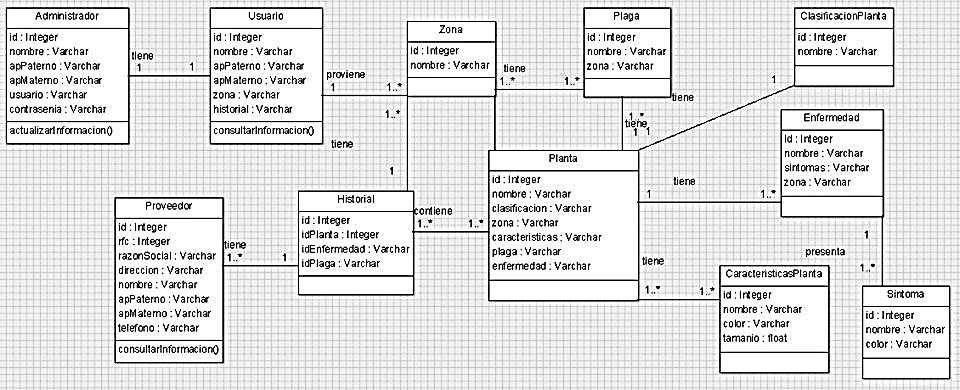 Administrador
id : Integer
nombre : Varchar
apPaterno : Varchar
apMaterno : Varchar
usuario : Varchar
contrasenia : Varchar
actualizarInformacion()
tiene
1
1
Usuario
id : Integer
nombre : Varchar
apPaterno : Varchar
apMaterno : Varchar
zona : Varchar
historial : Varchar
consultarInformacion()
proviene
1
1..*
Zona
id : Integer
nombre : Varchar
tiene
1..*
1..*
Plaga
id : Integer
nombre : Varchar
zona : Varchar
tiene
1..*
tiene
1
1
ClasificacionPlanta
id : Integer
nombre : Varchar
1
Enfermedad
id : Integer
nombre : Varchar
sintomas : Varchar
zona : Varchar
1..*
tiene
1
Planta
id : Integer
nombre : Varchar
clasificacion : Varchar
zona : Varchar
caracteristicas : Varchar
plaga : Varchar
enfermedad : Varchar
tiene
1
1..*
Historial
id : Integer
idPlanta : Integer
idEnfermedad : Varchar
idPlaga : Varchar
contiene
1..*
1..*
Proveedor
id : Integer
rfc : Integer
razonSocial : Varchar
direccion : Varchar
nombre : Varchar
apPaterno : Varchar
apMaterno : Varchar
telefono : Varchar
consultarInformacion()
tiene
1..*
1
tiene
1..*
1..*
CaracteristicasPlanta
id : Integer
nombre : Varchar
color : Varchar
tamanio : float
1
presenta
1..*
Sintoma
id : Integer
nombre : Varchar
color : Varchar